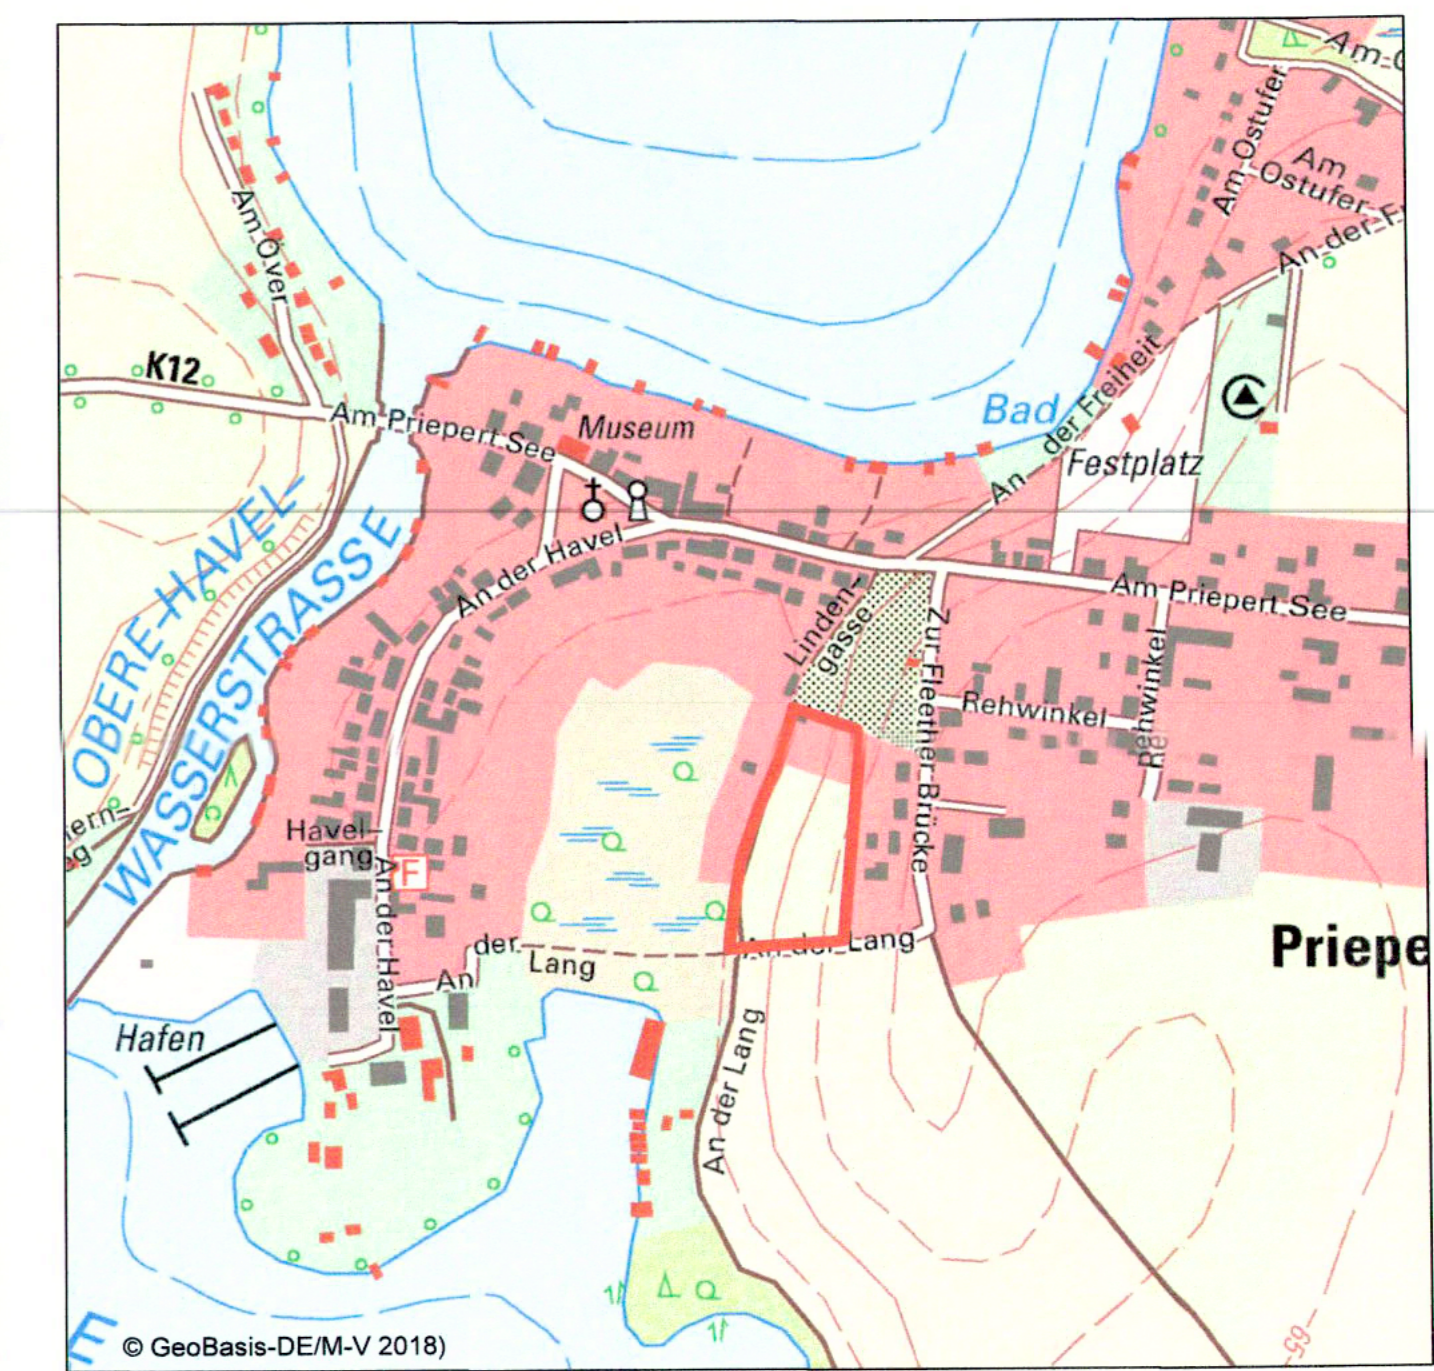 Am-Over
K12
Am Priepert See
Museum
Bad
An
der Freiheit
Festplatz
Am-Ostufer
Am
Ostufer
An-der-F
OBERE-HAVEL-
WASSERSTRASSE
An der Havel
Linden-
gasse
Zur Fleether Brücke
Am-Priepert See
Rehwinkel
Rehwinkel
Havel-
gang
F
An-der-Havel
An
der
Lang
An-der-Lang
Priepe
Hafen
An der Lang
65
© GeoBasis-DE/M-V 2018)